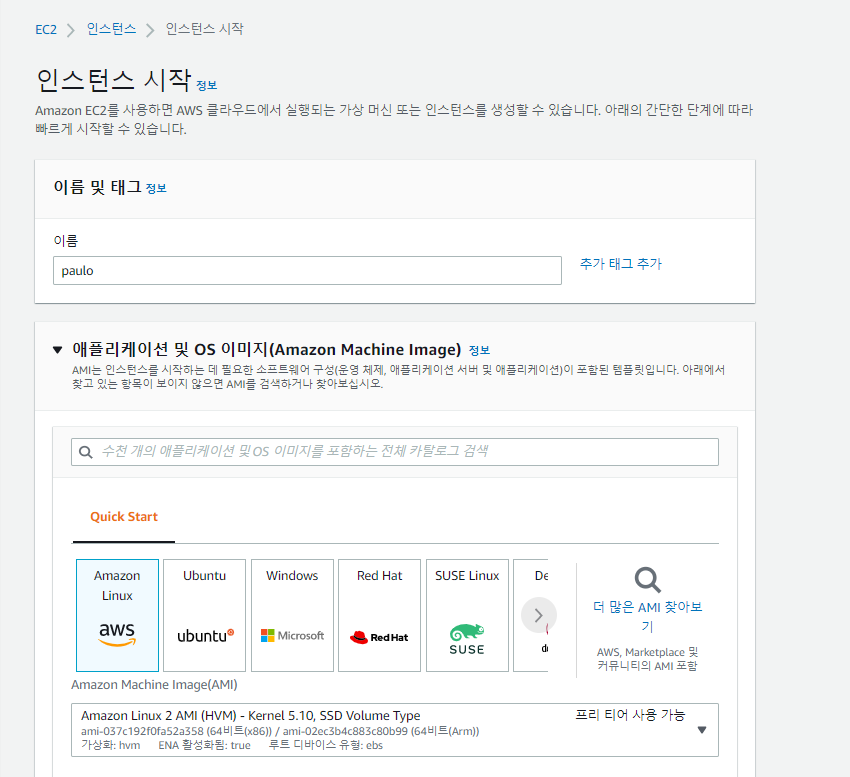 EC2 > 인스턴스 > 인스턴스 시작
인스턴스 시작 정보
Amazon EC2를 사용하면 AWS 클라우드에서 실행되는 가상 머신 또는 인스턴스를 생성할 수 있습니다. 아래의 간단한 단계에 따라
빠르게 시작할 수 있습니다.
이름 및 태그 정보
이름
paulo
추가 태그 추가
애플리케이션 및 OS 이미지(Amazon Machine Image) 정보
AMI는 인스턴스를 시작하는 데 필요한 소프트웨어 구성(운영 체제, 애플리케이션 서버 및 애플리케이션)이 포함된 템플릿입니다. 아래에서
찾고 있는 항목이 보이지 않으면 AMI를 검색하거나 찾아보십시오.
수천 개의 애플리케이션 및 OS 이미지를 포함하는 전체 카탈로그 검색
Quick Start
Amazon
Linux
aws
Ubuntu
ubuntu
Windows
Microsoft
Red Hat
Red Hat
SUSE Linux
SUSE
De
더 많은 AMI 찾아보
기
AWS, Marketplace 및
커뮤니티의 AMI 포함
Amazon Machine Image(AMI)
Amazon Linux 2 AMI (HVM) - Kernel 5.10, SSD Volume Type
프리 티어 사용 가능
ami-037c192f0fa52a358 (64비트(x86)) / ami-02ec3b4c883c80b99 (64비트(Arm))
가상화: hvm ENA 활성화됨: true 루트 디바이스 유형: ebs